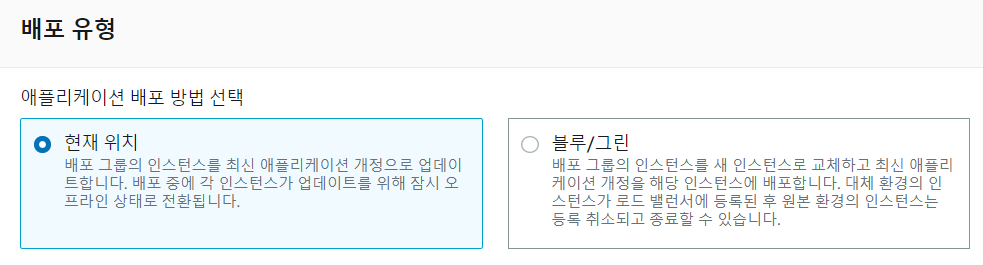 배포 유형
애플리케이션 배포 방법 선택
현재 위치
배포 그룹의 인스턴스를 최신 애플리케이션 개정으로 업데이
트합니다. 배포 중에 각 인스턴스가 업데이트를 위해 잠시 오
프라인 상태로 전환됩니다.
블루/그린
배포 그룹의 인스턴스를 새 인스턴스로 교체하고 최신 애플리
케이션 개정을 해당 인스턴스에 배포합니다. 대체 환경의 인
스턴스가 로드 밸런서에 등록된 후 원본 환경의 인스턴스는
등록 취소되고 종료할 수 있습니다.